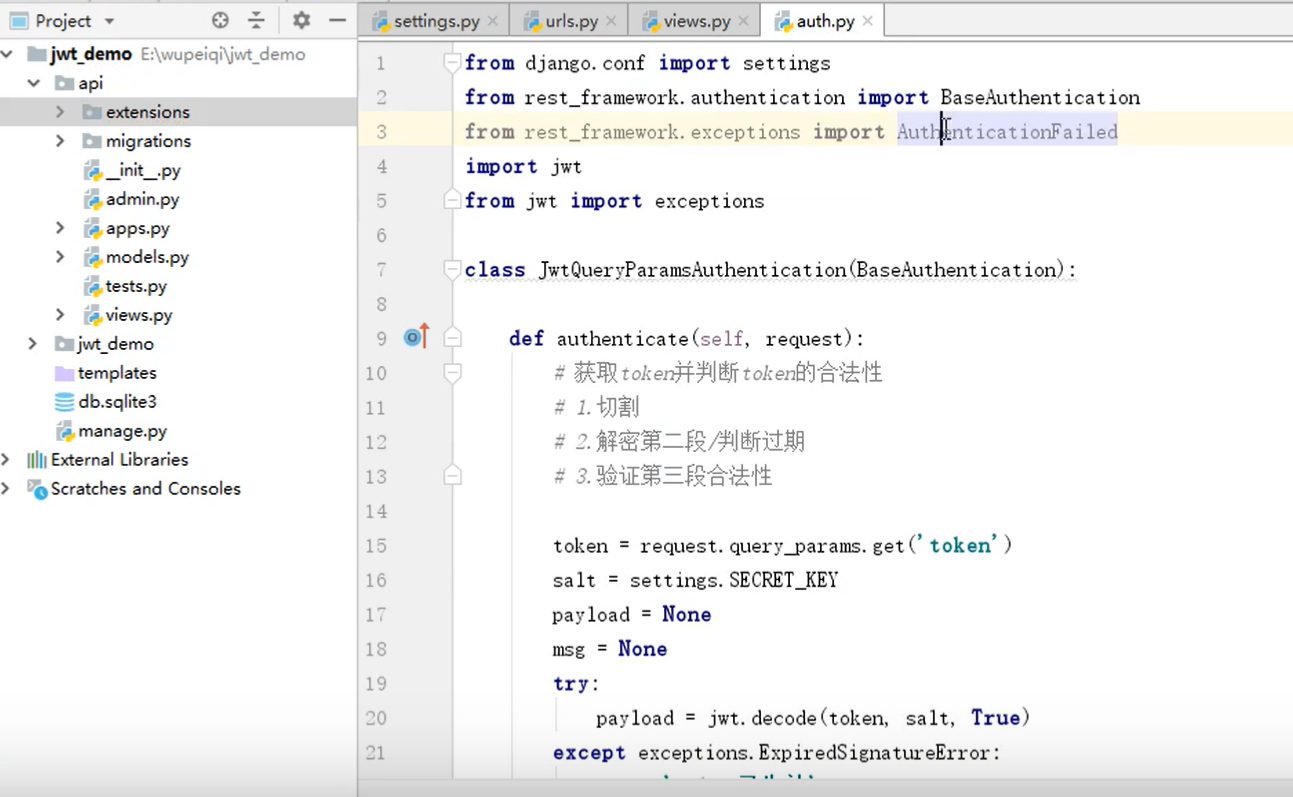 Project
settings.py
urls.py
views.py
auth.py
jwt_demo E:\wupeiqi\jwt_demo
api
extensions
migrations
__init__.py
admin.py
apps.py
models.py
tests.py
views.py
jwt_demo
templates
db.sqlite3
manage.py
External Libraries
Scratches and Consoles
1 from django.conf import settings
2 from rest_framework.authentication import BaseAuthentication
3 from rest_framework.exceptions import AuthenticationFailed
4 import jwt
5 from jwt import exceptions
6
7 class JwtQueryParamsAuthentication(BaseAuthentication):
8
9 def authenticate(self, request):
10 # 获取token并判断token的合法性
11 # 1.切割
12 # 2.解密第二段/判断过期
13 # 3.验证第三段合法性
14
15 token = request.query_params.get('token')
16 salt = settings.SECRET_KEY
17 payload = None
18 msg = None
19 try:
20 payload = jwt.decode(token, salt, True)
21 except exceptions.ExpiredSignatureError: